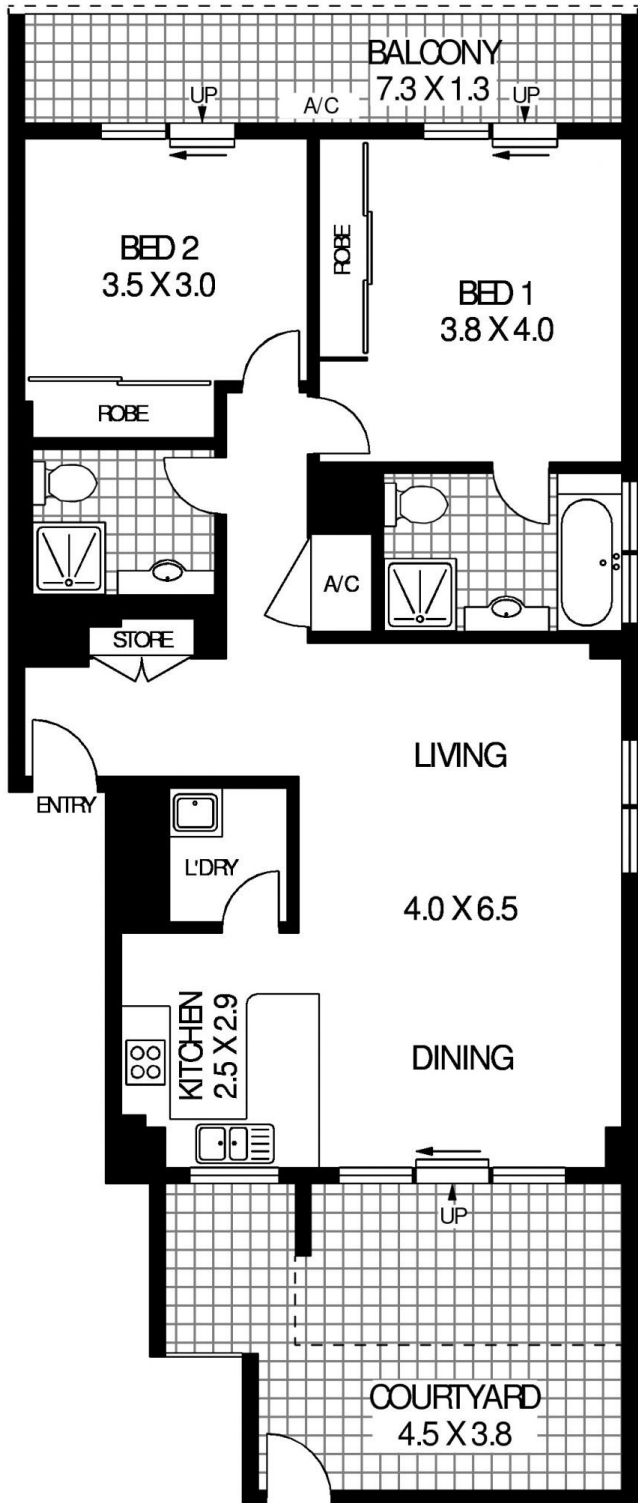 BALCONY
7.3 X 1.3
UP
A/C
UP
BED 2
3.5 X 3.0
ROBE
BED 1
3.8 X 4.0
ROBE
A/C
STORE
LIVING
ENTRY
L'DRY
4.0 X 6.5
KITCHEN
2.5 X 2.9
DINING
UP
COURTYARD
4.5 X 3.8